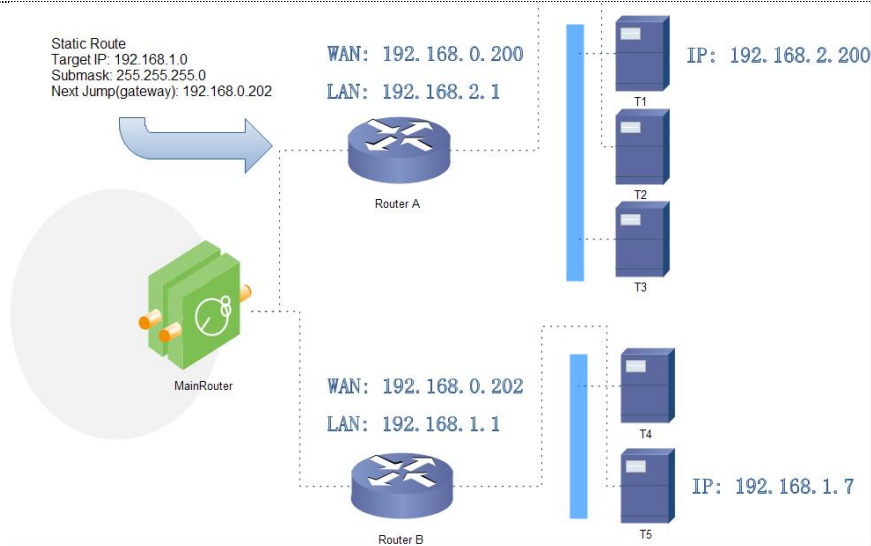 Static Route
Target IP: 192.168.1.0
Submask: 255.255.255.0
Next Jump(gateway): 192.168.0.202
WAN: 192.168.0.200
LAN: 192.168.2.1
Router A
IP: 192.168.2.200
T1
T2
T3
MainRouter
WAN: 192.168.0.202
LAN: 192.168.1.1
Router B
T4
IP: 192.168.1.7
T5